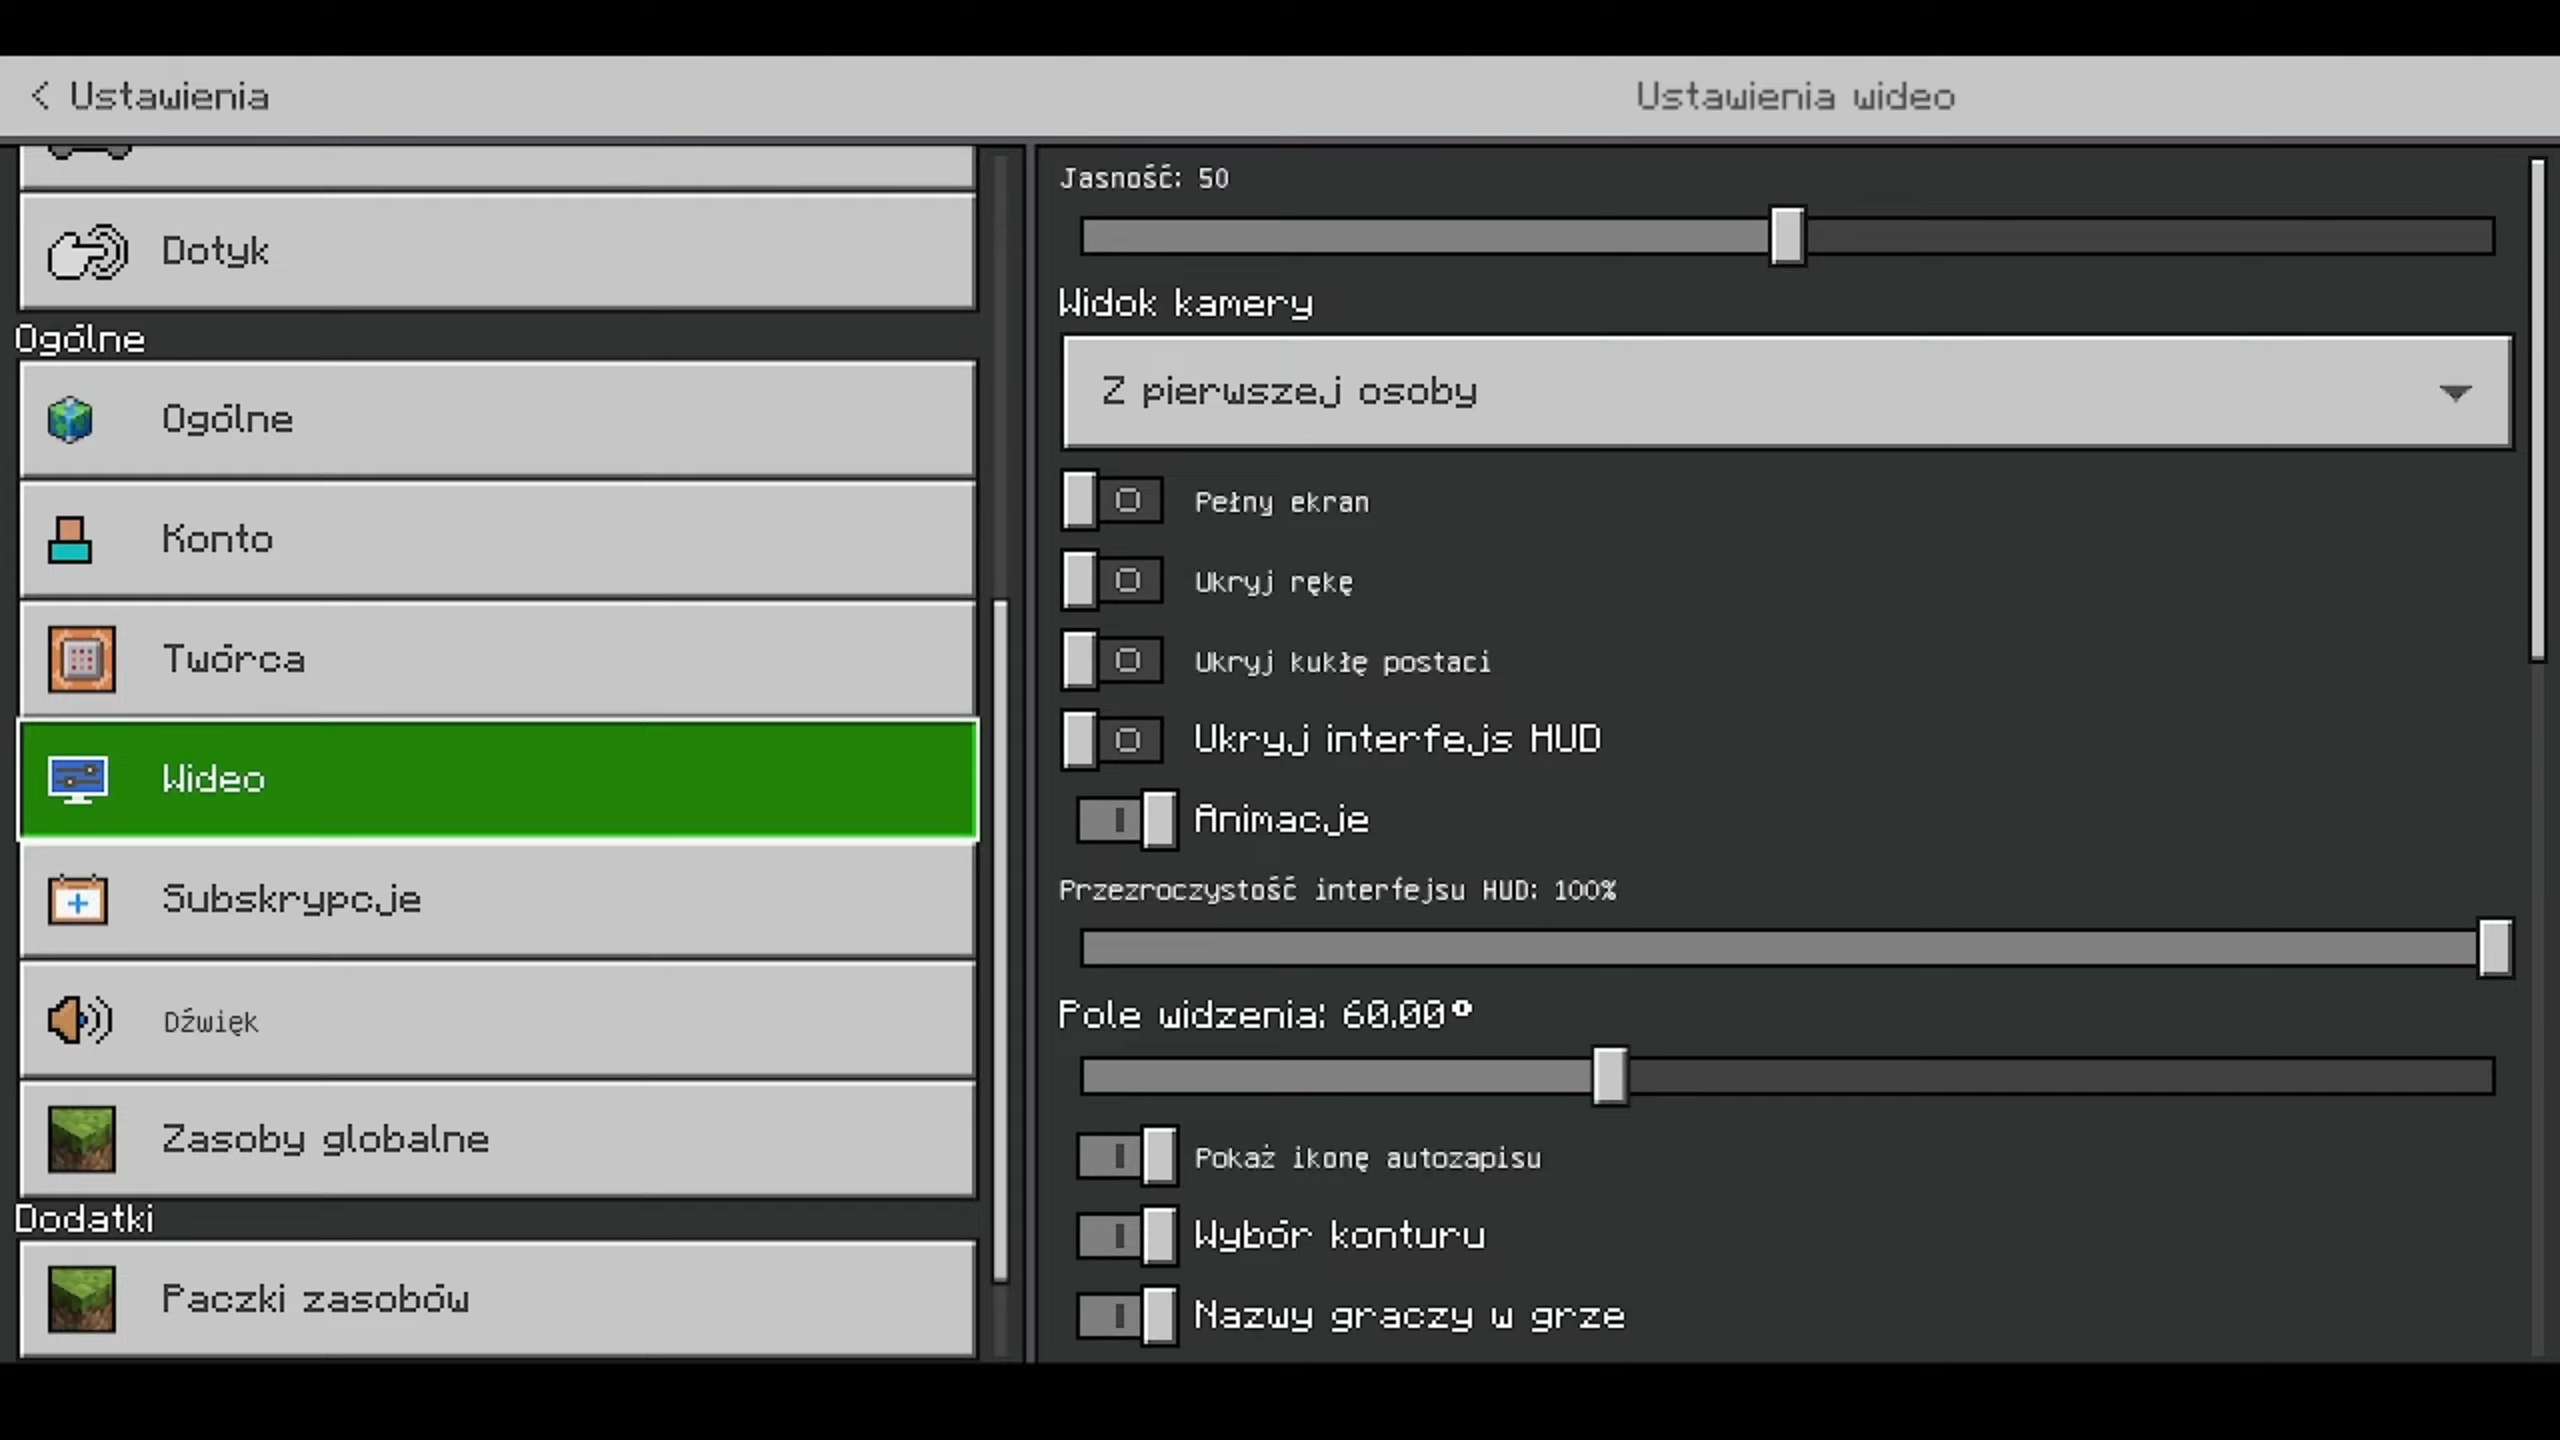 Ustawienia
Ustawienia wideo
Dotyk
Ogólne
Ogólne
Konto
Twórca
Wideo
Subskrypcje
Dźwięk
Zasoby globalne
Dodatki
Paczki zasobów
Jasność: 50
Widok kamery
Z pierwszej osoby
Pełny ekran
Ukryj rękę
Ukryj kukłę postaci
Ukryj interfejs HUD
Animacje
Przezroczystość interfejsu HUD: 100%
Pole widzenia: 60.00°
Pokaż ikonę autozapisu
Wybór konturu
Nazwy graczy w grze